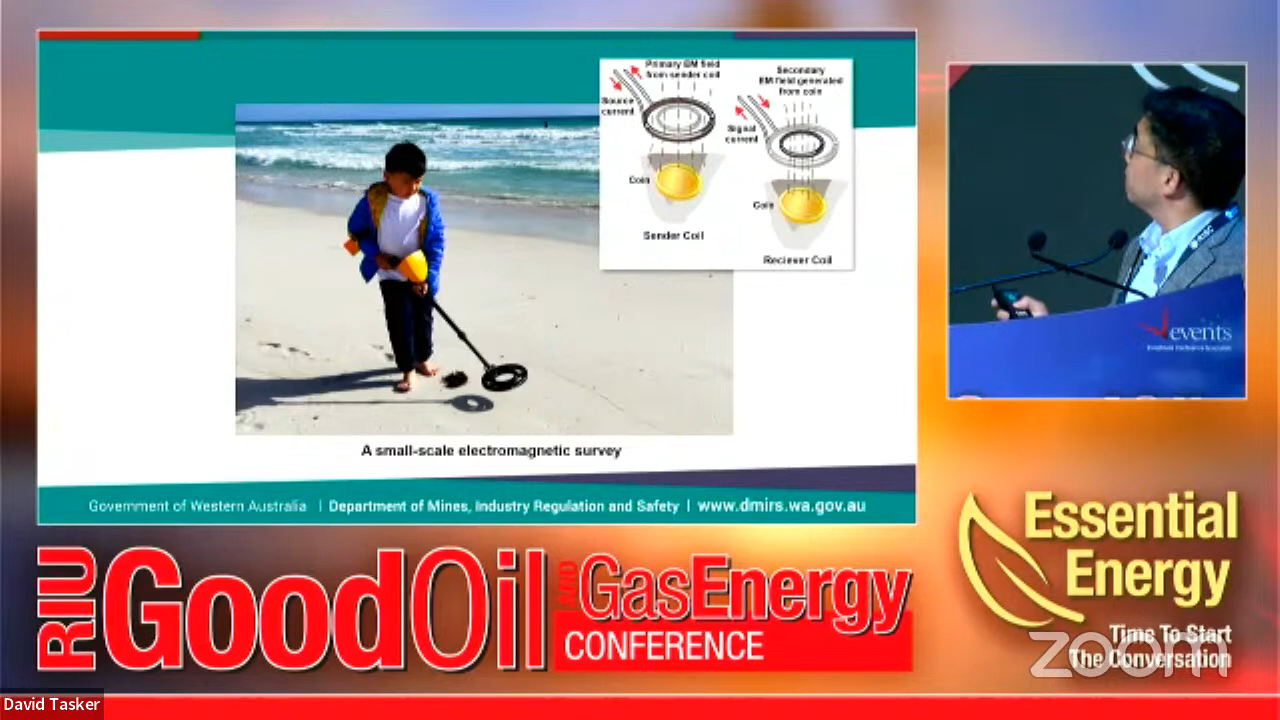 Primary EM field
from sender coil
Source
current
Coin
Sender Coil
Secondary
EM field generated
from coin
Signal
current
Coin
Reciever Coil
A small-scale electromagnetic survey
Government of Western Australia | Department of Mines, Industry Regulation and Safety | www.dmirs.wa.gov.au
events
RIU
GoodOil
AND
GasEnergy
CONFERENCE
Essential
Energy
Time To Start
The Conversation
zoom
David Tasker